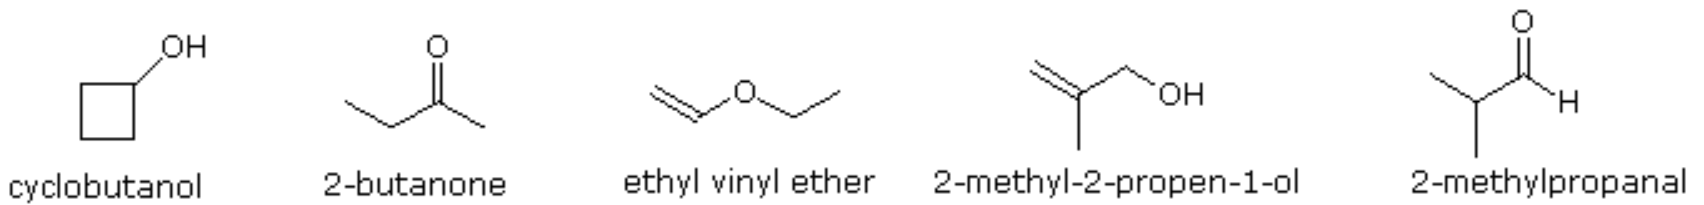 OH
O
O
OH
O
H
cyclobutanol
2-butanone
ethyl vinyl ether
2-methyl-2-propen-1-ol
2-methylpropanal